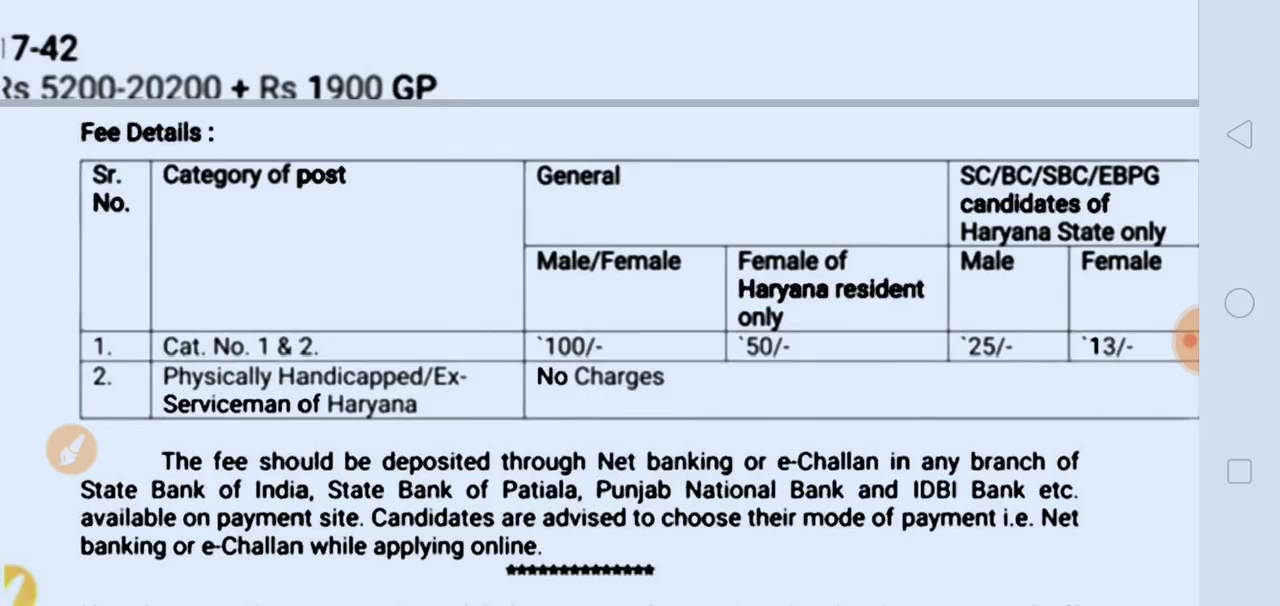 17-42
Rs 5200-20200 + Rs 1900 GP
Fee Details :
Sr. No.
Category of post
General
SC/BC/SBC/EBPG
candidates of
Haryana State only
Male/Female
Female of
Haryana resident
only
Male
Female
1.
Cat. No. 1 & 2.
`100/-
`50/-
`25/-
`13/-
2.
Physically Handicapped/Ex-
Serviceman of Haryana
No Charges
The fee should be deposited through Net banking or e-Challan in any branch of
State Bank of India, State Bank of Patiala, Punjab National Bank and IDBI Bank etc.
available on payment site. Candidates are advised to choose their mode of payment i.e. Net
banking or e-Challan while applying online.
**************